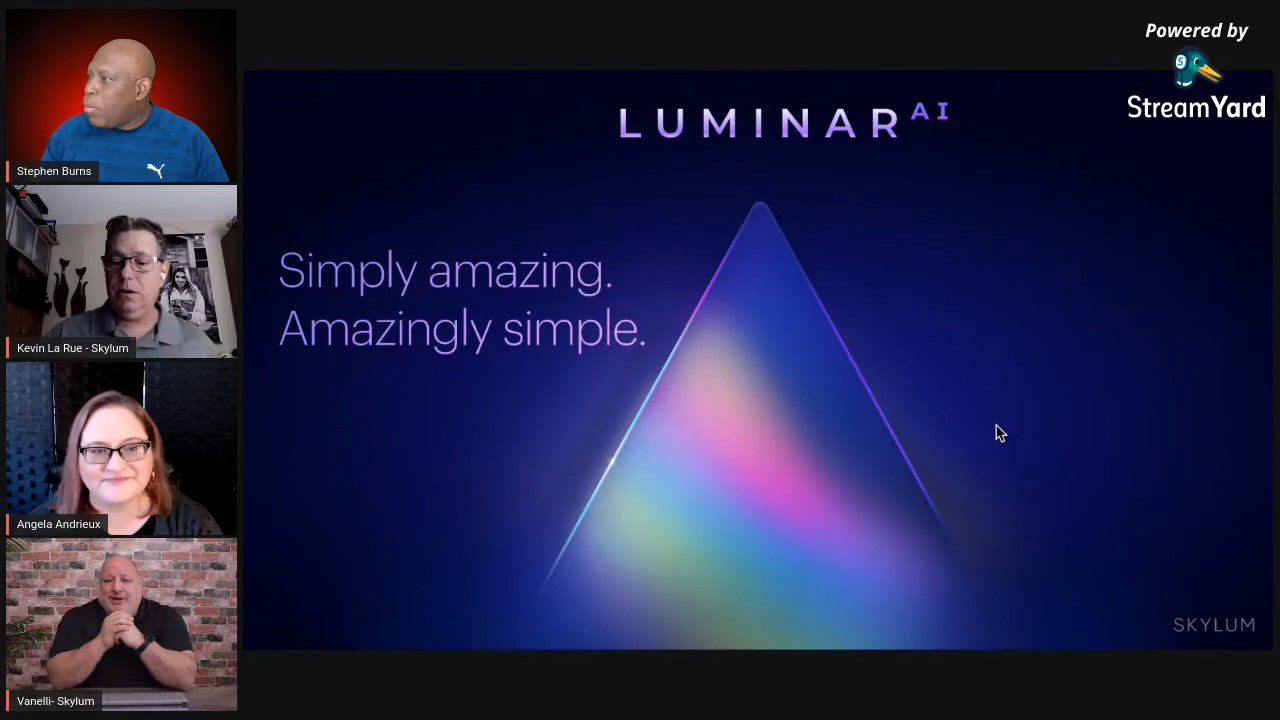 Stephen Burns
Kevin La Rue - Skylum
Angela Andrieux
Vanelli- Skylum
LUMINAR AI
Simply amazing.
Amazingly simple.
SKYLUM
Powered by
S
StreamYard